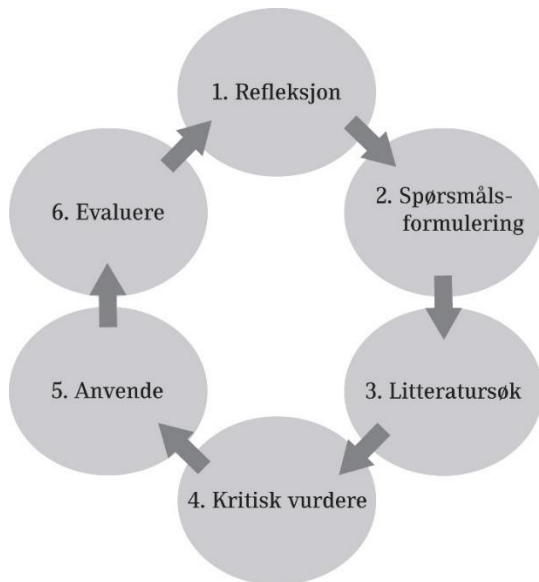 1. Refleksjon
2. Spørsmåls-
formulering
3. Litteratursøk
4. Kritisk vurdere
5. Anvende
6. Evaluere